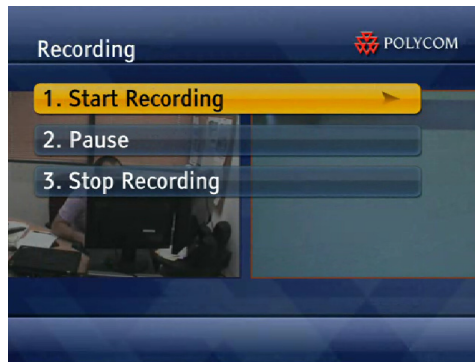 Recording
POLYCOM
1. Start Recording
2. Pause
3. Stop Recording